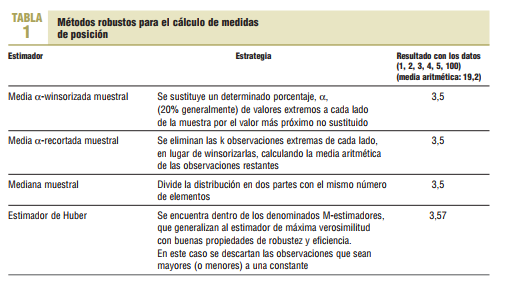 TABLA
1
Métodos robustos para el cálculo de medidas
de posición
Estimador
Estrategia
Resultado con los datos
(1, 2, 3, 4, 5, 100)
(media aritmética: 19,2)
Media α-winsorizada muestral
Se sustituye un determinado porcentaje, α,
(20% generalmente) de valores extremos a cada lado
de la muestra por el valor más próximo no sustituido
3,5
Media α-recortada muestral
Se eliminan las k observaciones extremas de cada lado,
en lugar de winsorizarlas, calculando la media aritmética
de las observaciones restantes
3,5
Mediana muestral
Divide la distribución en dos partes con el mismo número
de elementos
3,5
Estimador de Huber
Se encuentra dentro de los denominados M-estimadores,
que generalizan al estimador de máxima verosimilitud
con buenas propiedades de robustez y eficiencia.
En este caso se descartan las observaciones que sean
mayores (o menores) a una constante
3,57